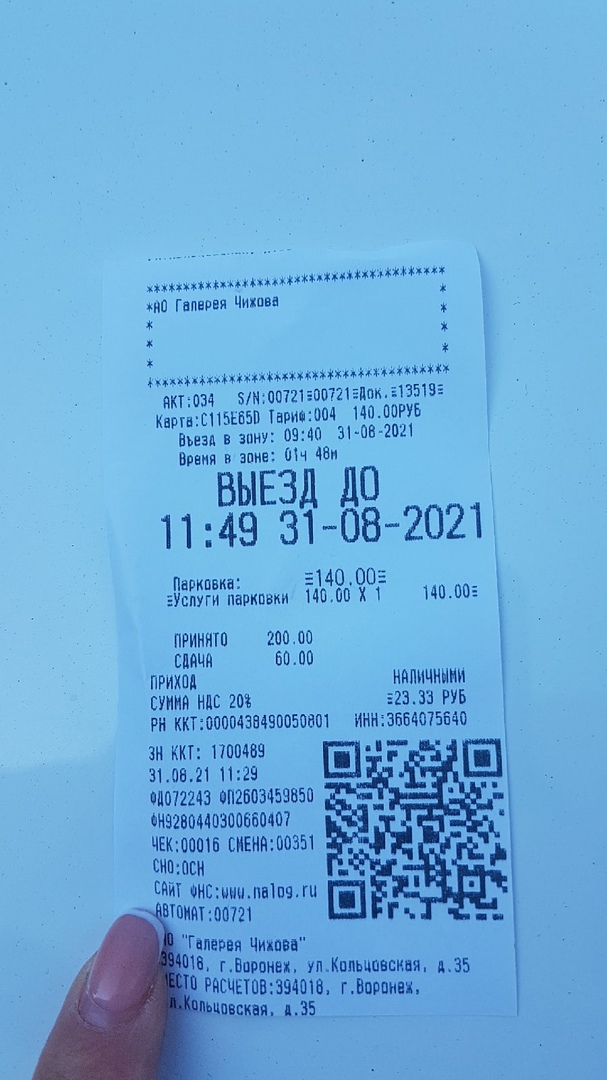 ********************************
*АО Галерея Чижова *
* *
* *
* *
********************************
АКТ:034 S/N:00721≡00721≡Док.≡13519≡
Карта:C115E65D Тариф:004 140.00РУБ
Въезд в зону: 09:40 31-08-2021
Время в зоне: 01ч 48м
ВЫЕЗД ДО
11:49 31-08-2021
Парковка: ≡140.00≡
≡Услуги парковки 140.00 X 1 140.00≡
ПРИНЯТО 200.00
СДАЧА 60.00
ПРИХОД НАЛИЧНЫМИ
СУММА НДС 20% ≡23.33 РУБ
РН ККТ:0000438490050801 ИНН:3664075640
ЗН ККТ: 1700489
31.08.21 11:29
ФД072243 ФП2603459850
ФН9280440300660407
ЧЕК:00016 СМЕНА:00351
СНО:ОСН
САЙТ ФНС:www.nalog.ru
АВТОМАТ:00721
АО "Галерея Чижова"
394018, г.Воронеж, ул.Кольцовская, д.35
МЕСТО РАСЧЕТОВ:394018, г.Воронеж,
ул.Кольцовская, д.35